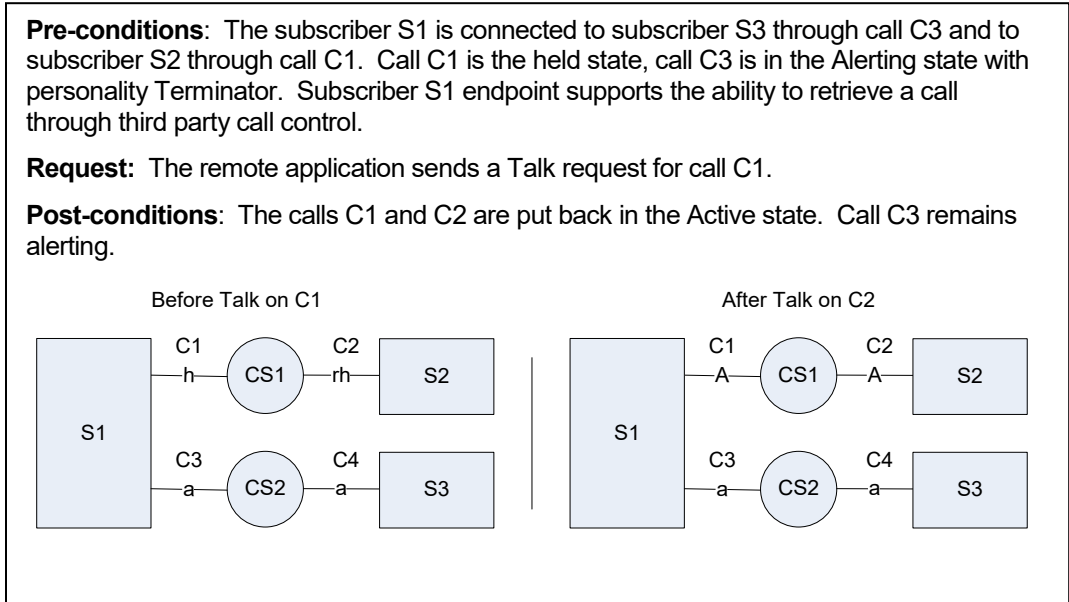 Pre-conditions: The subscriber S1 is connected to subscriber S3 through call C3 and to
subscriber S2 through call C1. Call C1 is the held state, call C3 is in the Alerting state with
personality Terminator. Subscriber S1 endpoint supports the ability to retrieve a call
through third party call control.
Request: The remote application sends a Talk request for call C1.
Post-conditions: The calls C1 and C2 are put back in the Active state. Call C3 remains
alerting.
Before Talk on C1
C1
C2
h
CS1
rh
S2
S1
C3
C4
a
CS2
a
S3
After Talk on C2
C1
C2
A
CS1
A
S2
S1
C3
C4
a
CS2
a
S3